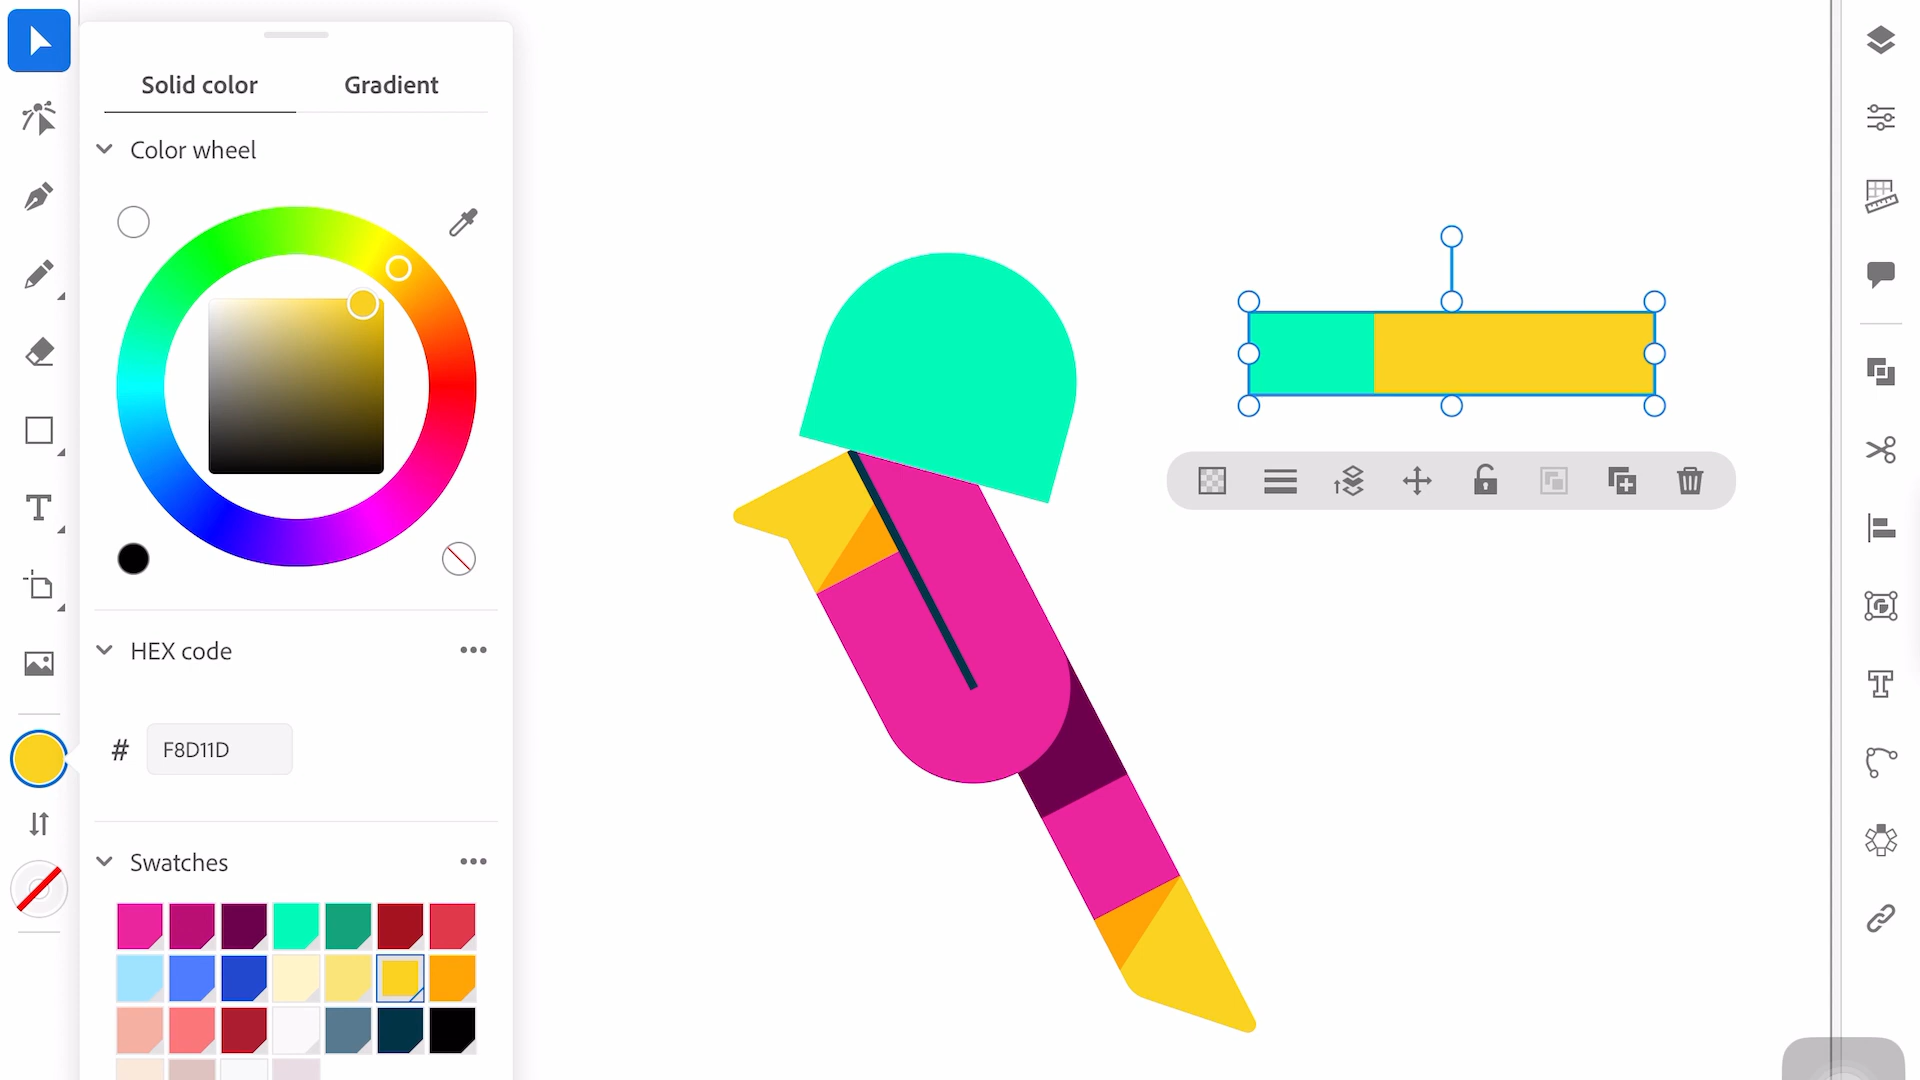 Solid color
Gradient
Color wheel
HEX code
# F8D11D
Swatches